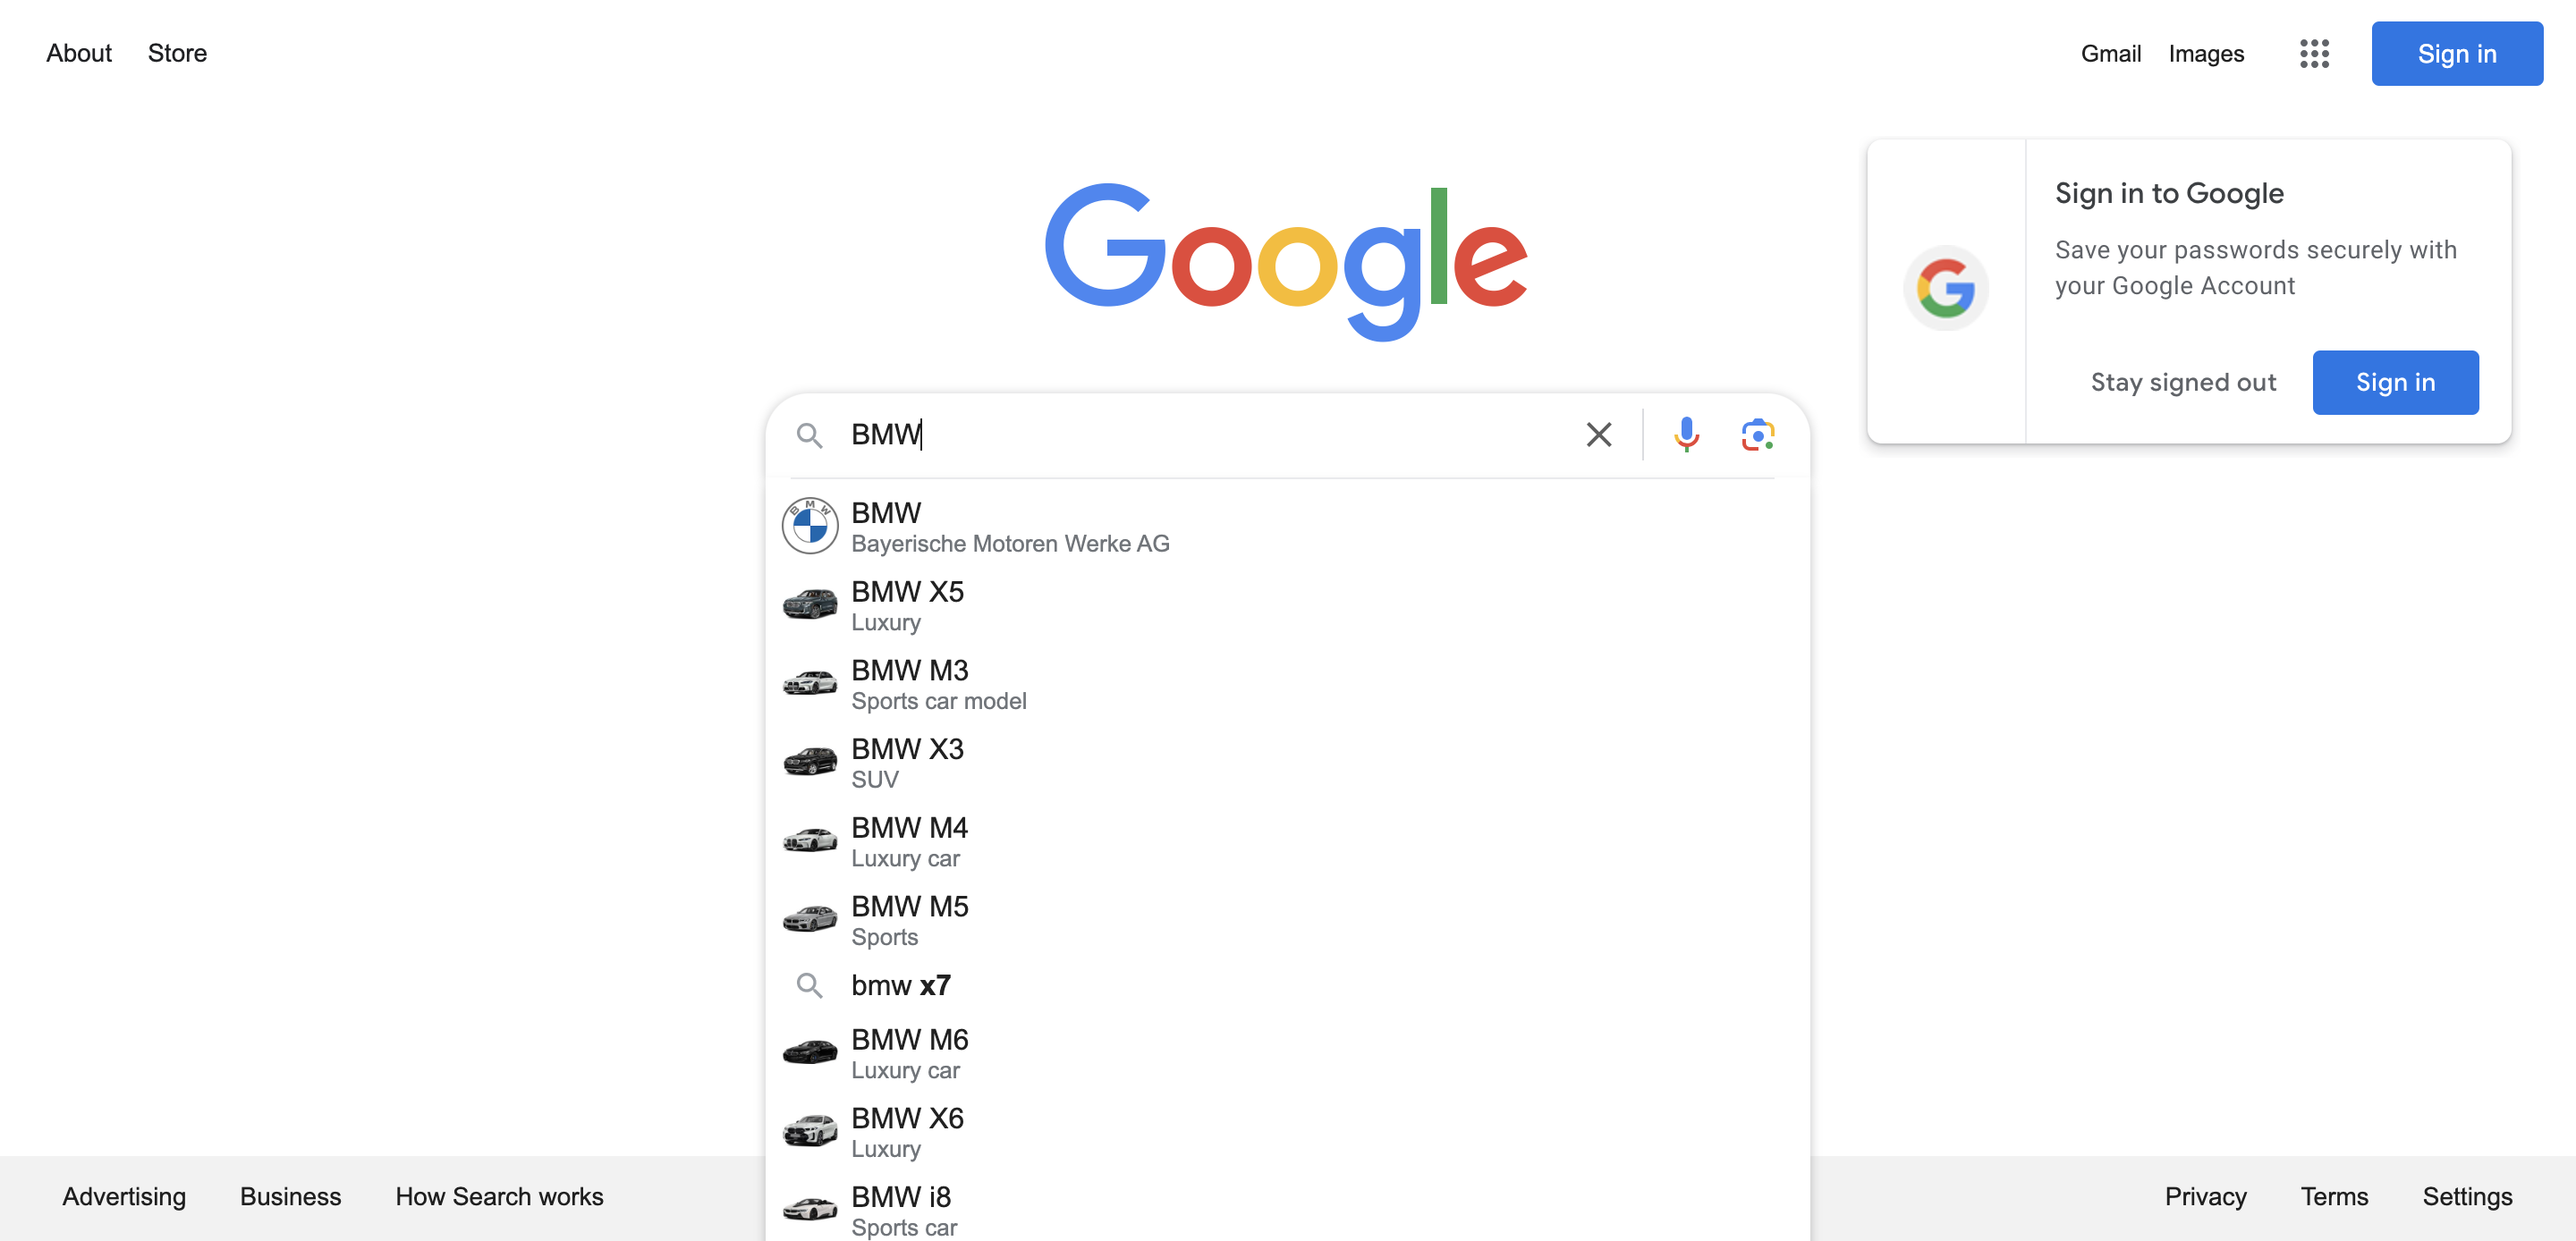 About Store
Gmail Images Sign in
Google
Sign in to Google
Save your passwords securely with
your Google Account
Stay signed out Sign in
BMW
BMW
Bayerische Motoren Werke AG
BMW X5
Luxury
BMW M3
Sports car model
BMW X3
SUV
BMW M4
Luxury car
BMW M5
Sports
bmw x7
BMW M6
Luxury car
BMW X6
Luxury
BMW i8
Sports car
Advertising Business How Search works
Privacy Terms Settings